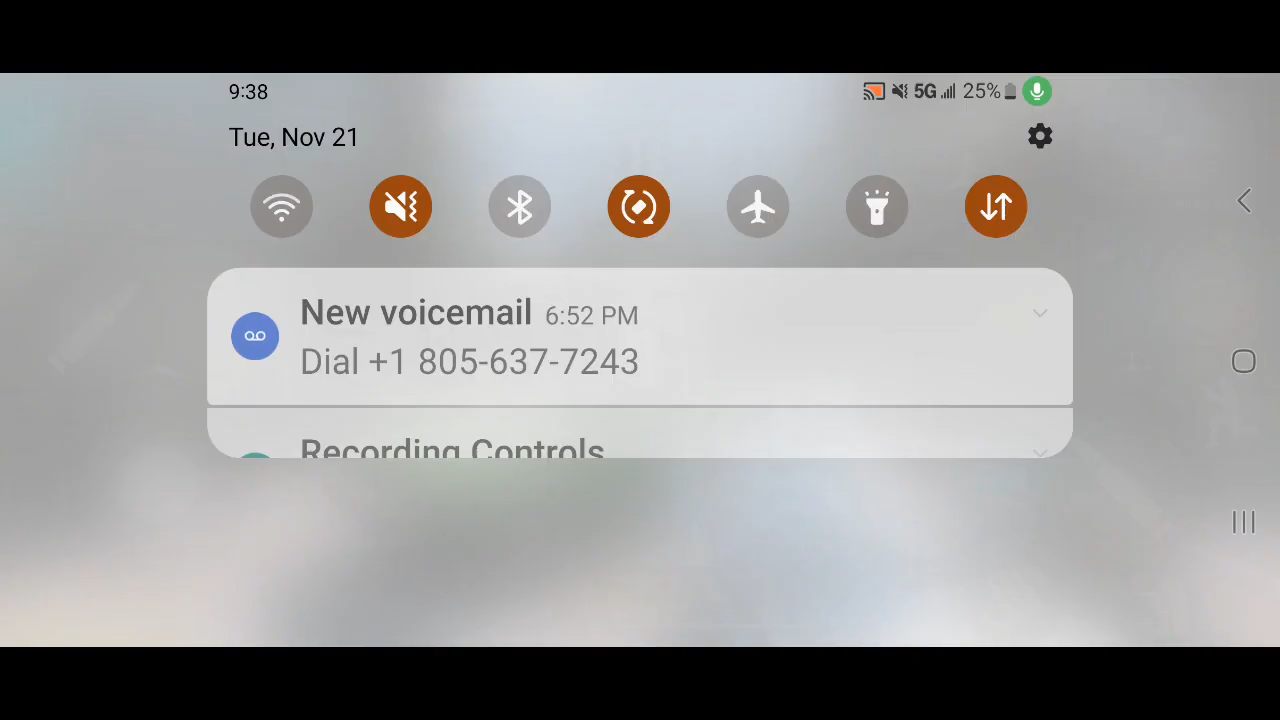 9:38
5G 25%
Tue, Nov 21
New voicemail 6:52 PM
Dial +1 805-637-7243
Recording Controls